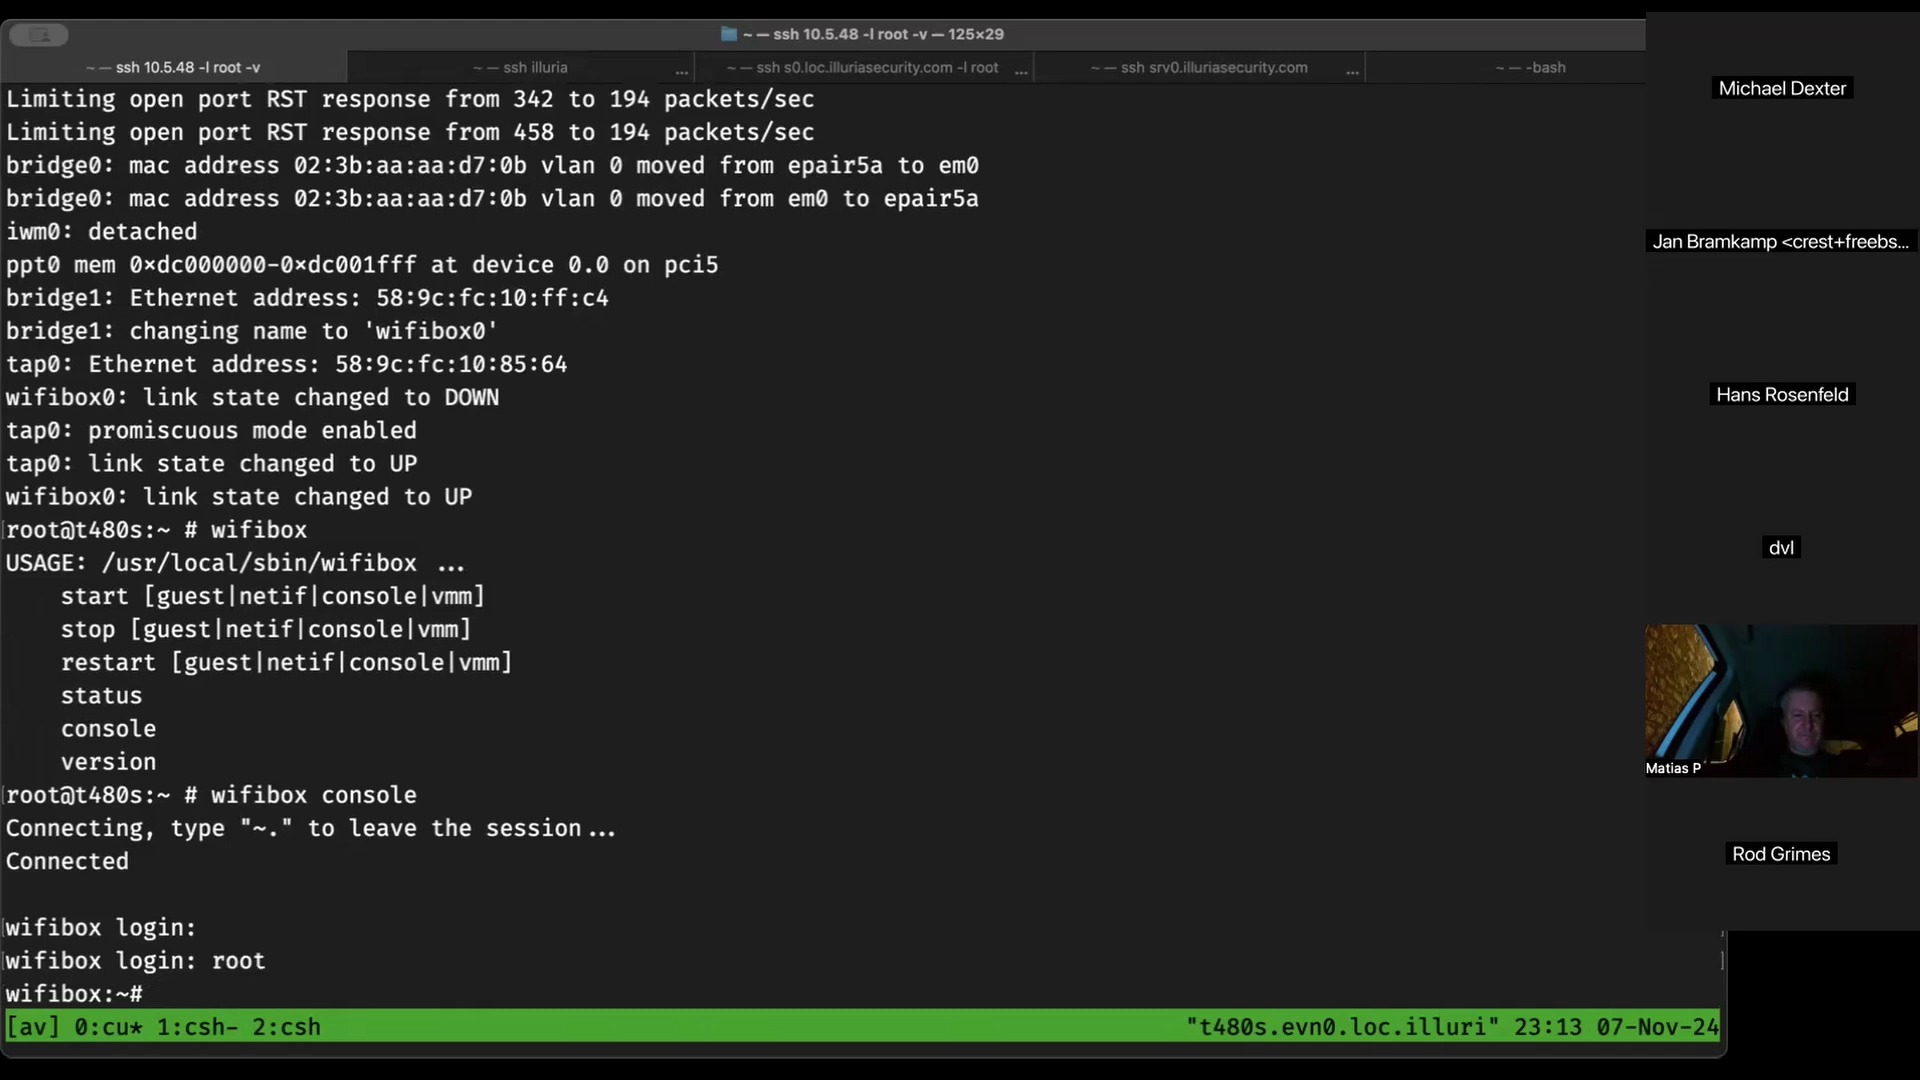 ~ — ssh 10.5.48 -l root -v — 125×29
~ — ssh 10.5.48 -l root -v
~ — ssh illuria ...
~ — ssh s0.loc.illuriasecurity.com -l root ...
~ — ssh srv0.illuriasecurity.com ...
~ — -bash
Limiting open port RST response from 342 to 194 packets/sec
Limiting open port RST response from 458 to 194 packets/sec
bridge0: mac address 02:3b:aa:aa:d7:0b vlan 0 moved from epair5a to em0
bridge0: mac address 02:3b:aa:aa:d7:0b vlan 0 moved from em0 to epair5a
iwm0: detached
ppt0 mem 0xdc000000-0xdc001fff at device 0.0 on pci5
bridge1: Ethernet address: 58:9c:fc:10:ff:c4
bridge1: changing name to 'wifibox0'
tap0: Ethernet address: 58:9c:fc:10:85:64
wifibox0: link state changed to DOWN
tap0: promiscuous mode enabled
tap0: link state changed to UP
wifibox0: link state changed to UP
[root@t480s:~ # wifibox
USAGE: /usr/local/sbin/wifibox ...
start [guest|netif|console|vmm]
stop [guest|netif|console|vmm]
restart [guest|netif|console|vmm]
status
console
version
[root@t480s:~ # wifibox console
Connecting, type "~." to leave the session...
Connected
[wifibox login: ]
[wifibox login: root ]
wifibox:~#
[av] 0:cu* 1:csh- 2:csh "t480s.evn0.loc.illuri" 23:13 07-Nov-24
Michael Dexter
Jan Bramkamp <crest+freebs...
Hans Rosenfeld
dvl
Matias P
Rod Grimes